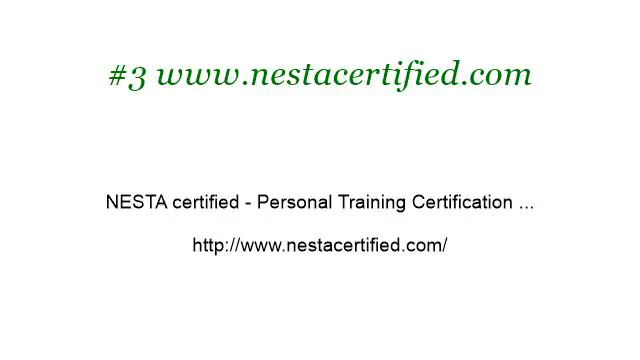 #3 www.nestacertified.com
NESTA certified - Personal Training Certification ...
http://www.nestacertified.com/